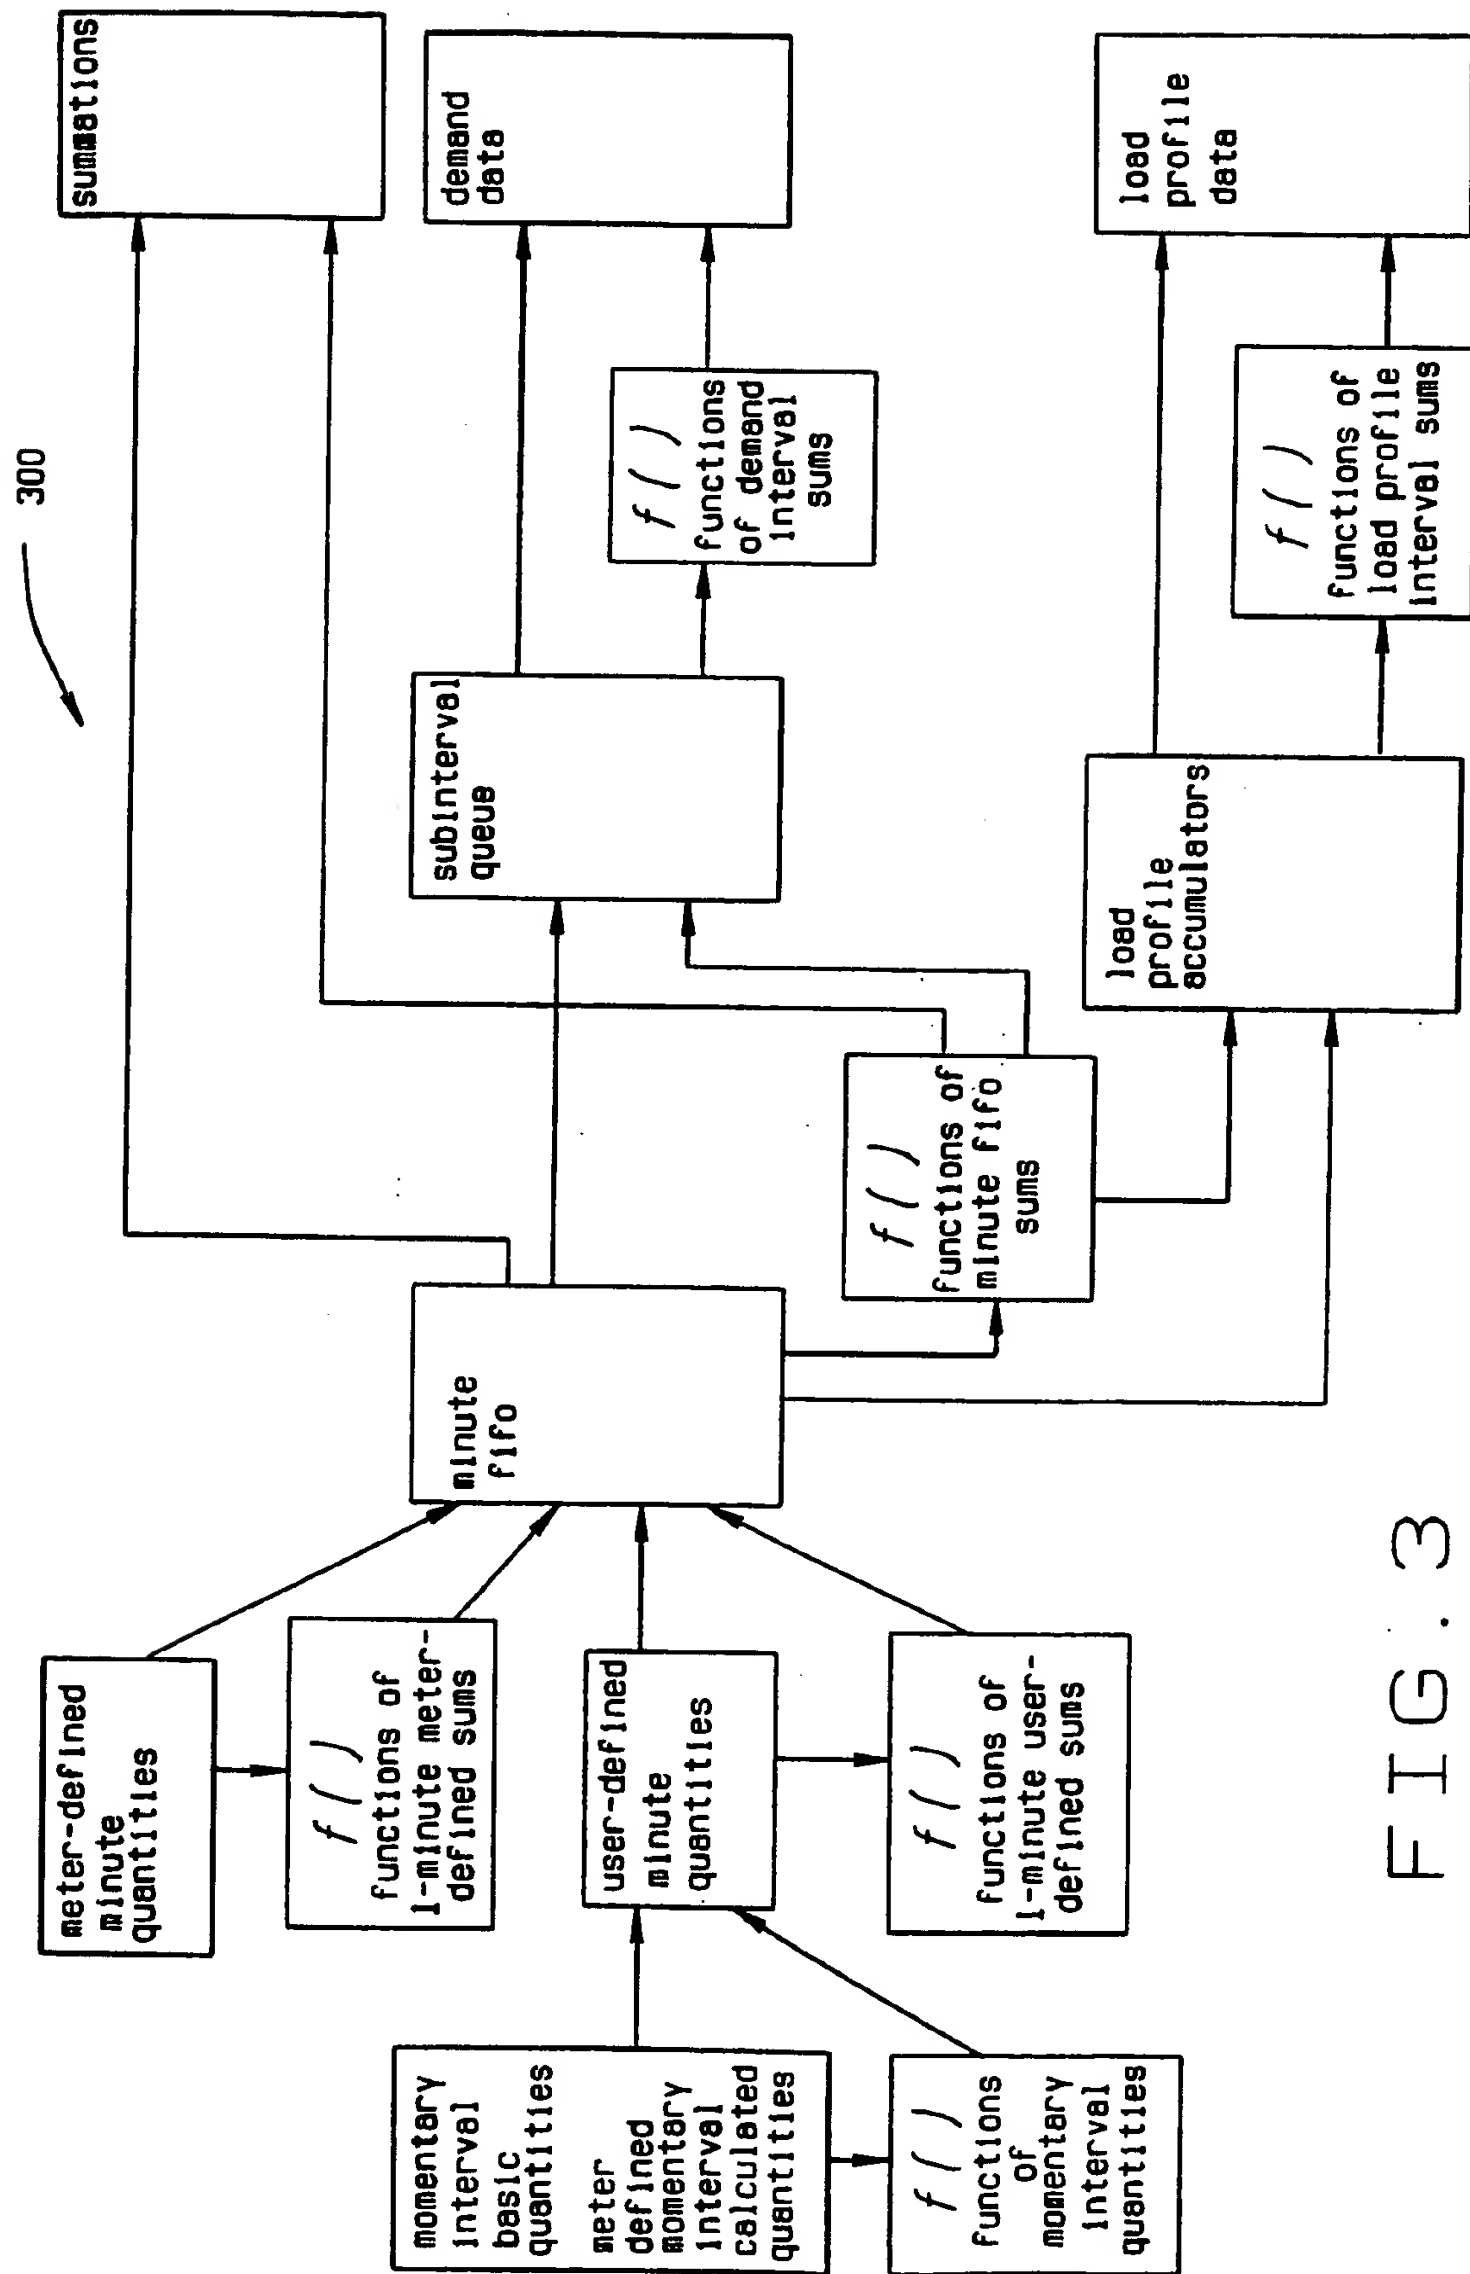 300
meter-defined
minute
quantities
f()
functions of
1-minute meter-
defined sums
momentary
interval
basic
quantities
meter
defined
momentary
interval
calculated
quantities
f()
functions
of
momentary
interval
quantities
user-defined
minute
quantities
f()
functions of
1-minute user-
defined sums
minute
fifo
f()
functions of
minute fifo
sums
subinterval
queue
load
profile
accumulators
f()
functions
of demand
interval
sums
f()
functions of
load profile
interval sums
summations
demand
data
load
profile
data
FIG. 3